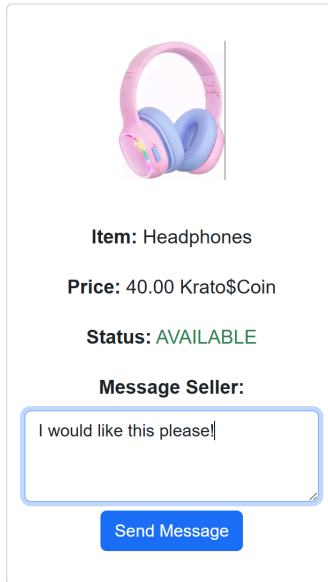 Item: Headphones
Price: 40.00 Krato$Coin
Status: AVAILABLE
Message Seller:
I would like this please!
Send Message